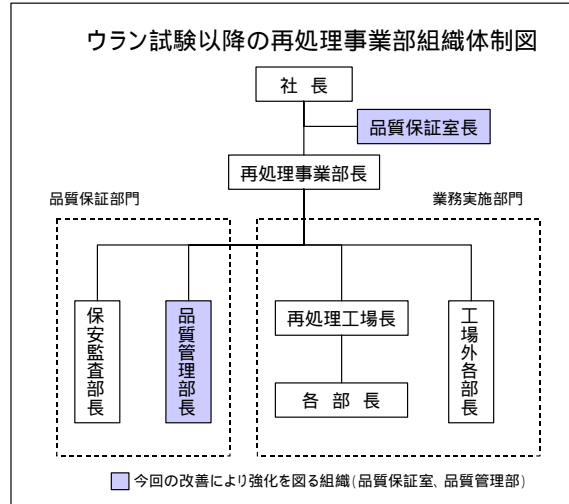 ウラン試験以降の再処理事業部組織体制図
社 長
品質保証室長
再処理事業部長
品質保証部門
業務実施部門
保安監査部長
品質管理部長
再処理工場長
工場外各部長
各 部 長
今回の改善により強化を図る組織(品質保証室、品質管理部)